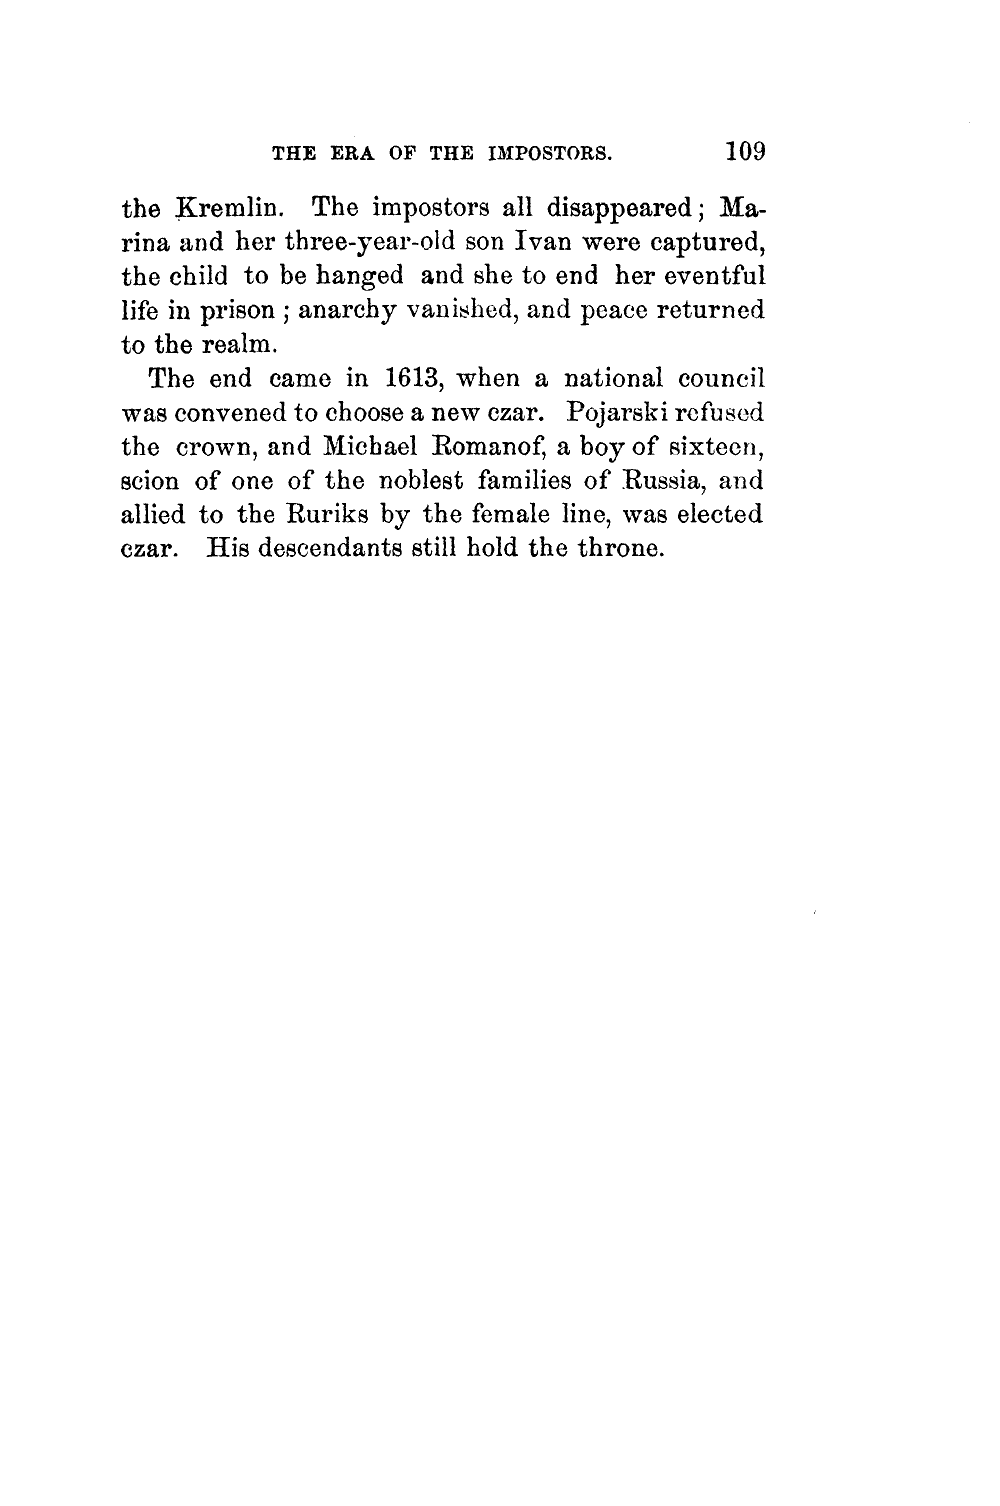 THE ERA OF THE IMPOSTORS. 109
the Kremlin. The impostors all disappeared; Ma-
rina and her three-year-old son Ivan were captured,
the child to be hanged and she to end her eventful
life in prison; anarchy vanished, and peace returned
to the realm.
The end came in 1613, when a national council
was convened to choose a new czar. Pojarski refused
the crown, and Michael Romanof, a boy of sixteen,
scion of one of the noblest families of Russia, and
allied to the Ruriks by the female line, was elected
czar. His descendants still hold the throne.